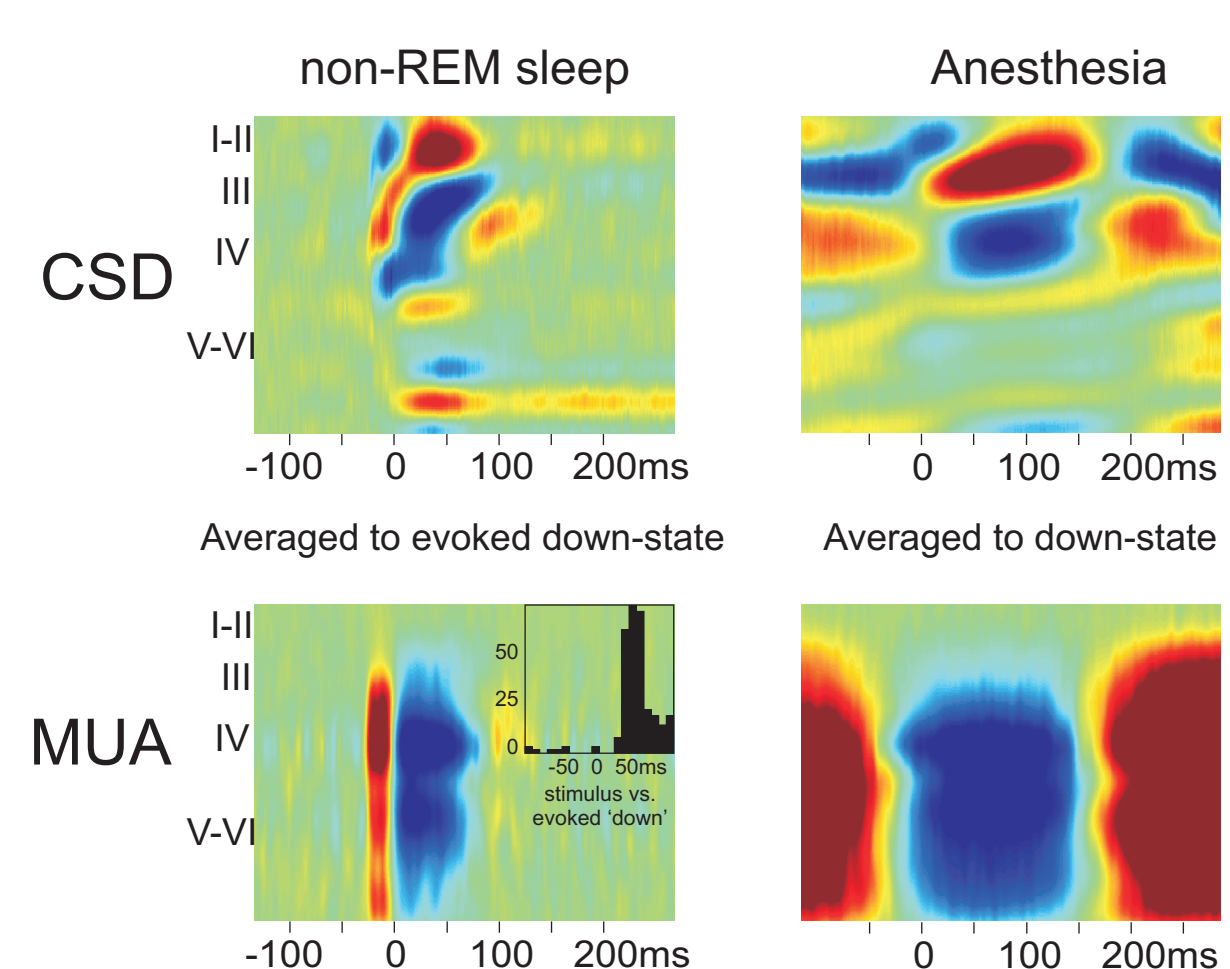 non-REM sleep
Anesthesia
CSD
I-II
III
IV
V-VI
-100 0 100 200ms
0 100 200ms
Averaged to evoked down-state
Averaged to down-state
MUA
I-II
III
IV
V-VI
50
25
0
-50 0 50ms
stimulus vs.
evoked ‘down’
-100 0 100 200ms
0 100 200ms